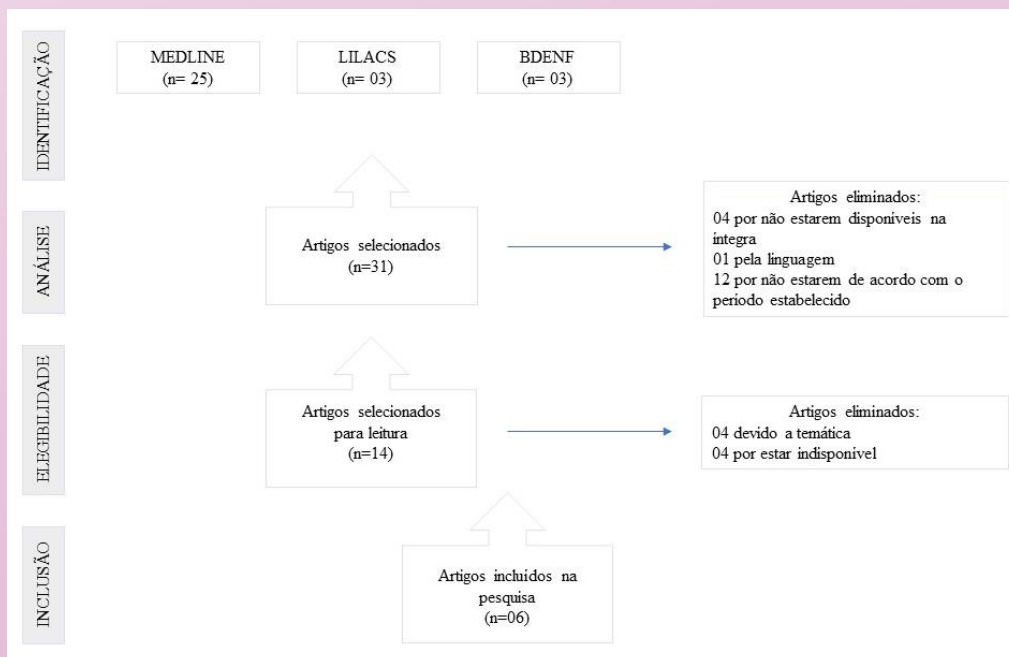 IDENTIFICAÇÃO
MEDLINE
(n= 25)
LILACS
(n= 03)
BDENF
(n= 03)
ANÁLISE
Artigos selecionados
(n=31)
Artigos eliminados:
04 por não estarem disponíveis na
íntegra
01 pela linguagem
12 por não estarem de acordo com o
período estabelecido
ELEGIBILIDADE
Artigos selecionados
para leitura
(n=14)
Artigos eliminados:
04 devido a temática
04 por estar indisponível
INCLUSÃO
Artigos incluídos na
pesquisa
(n=06)